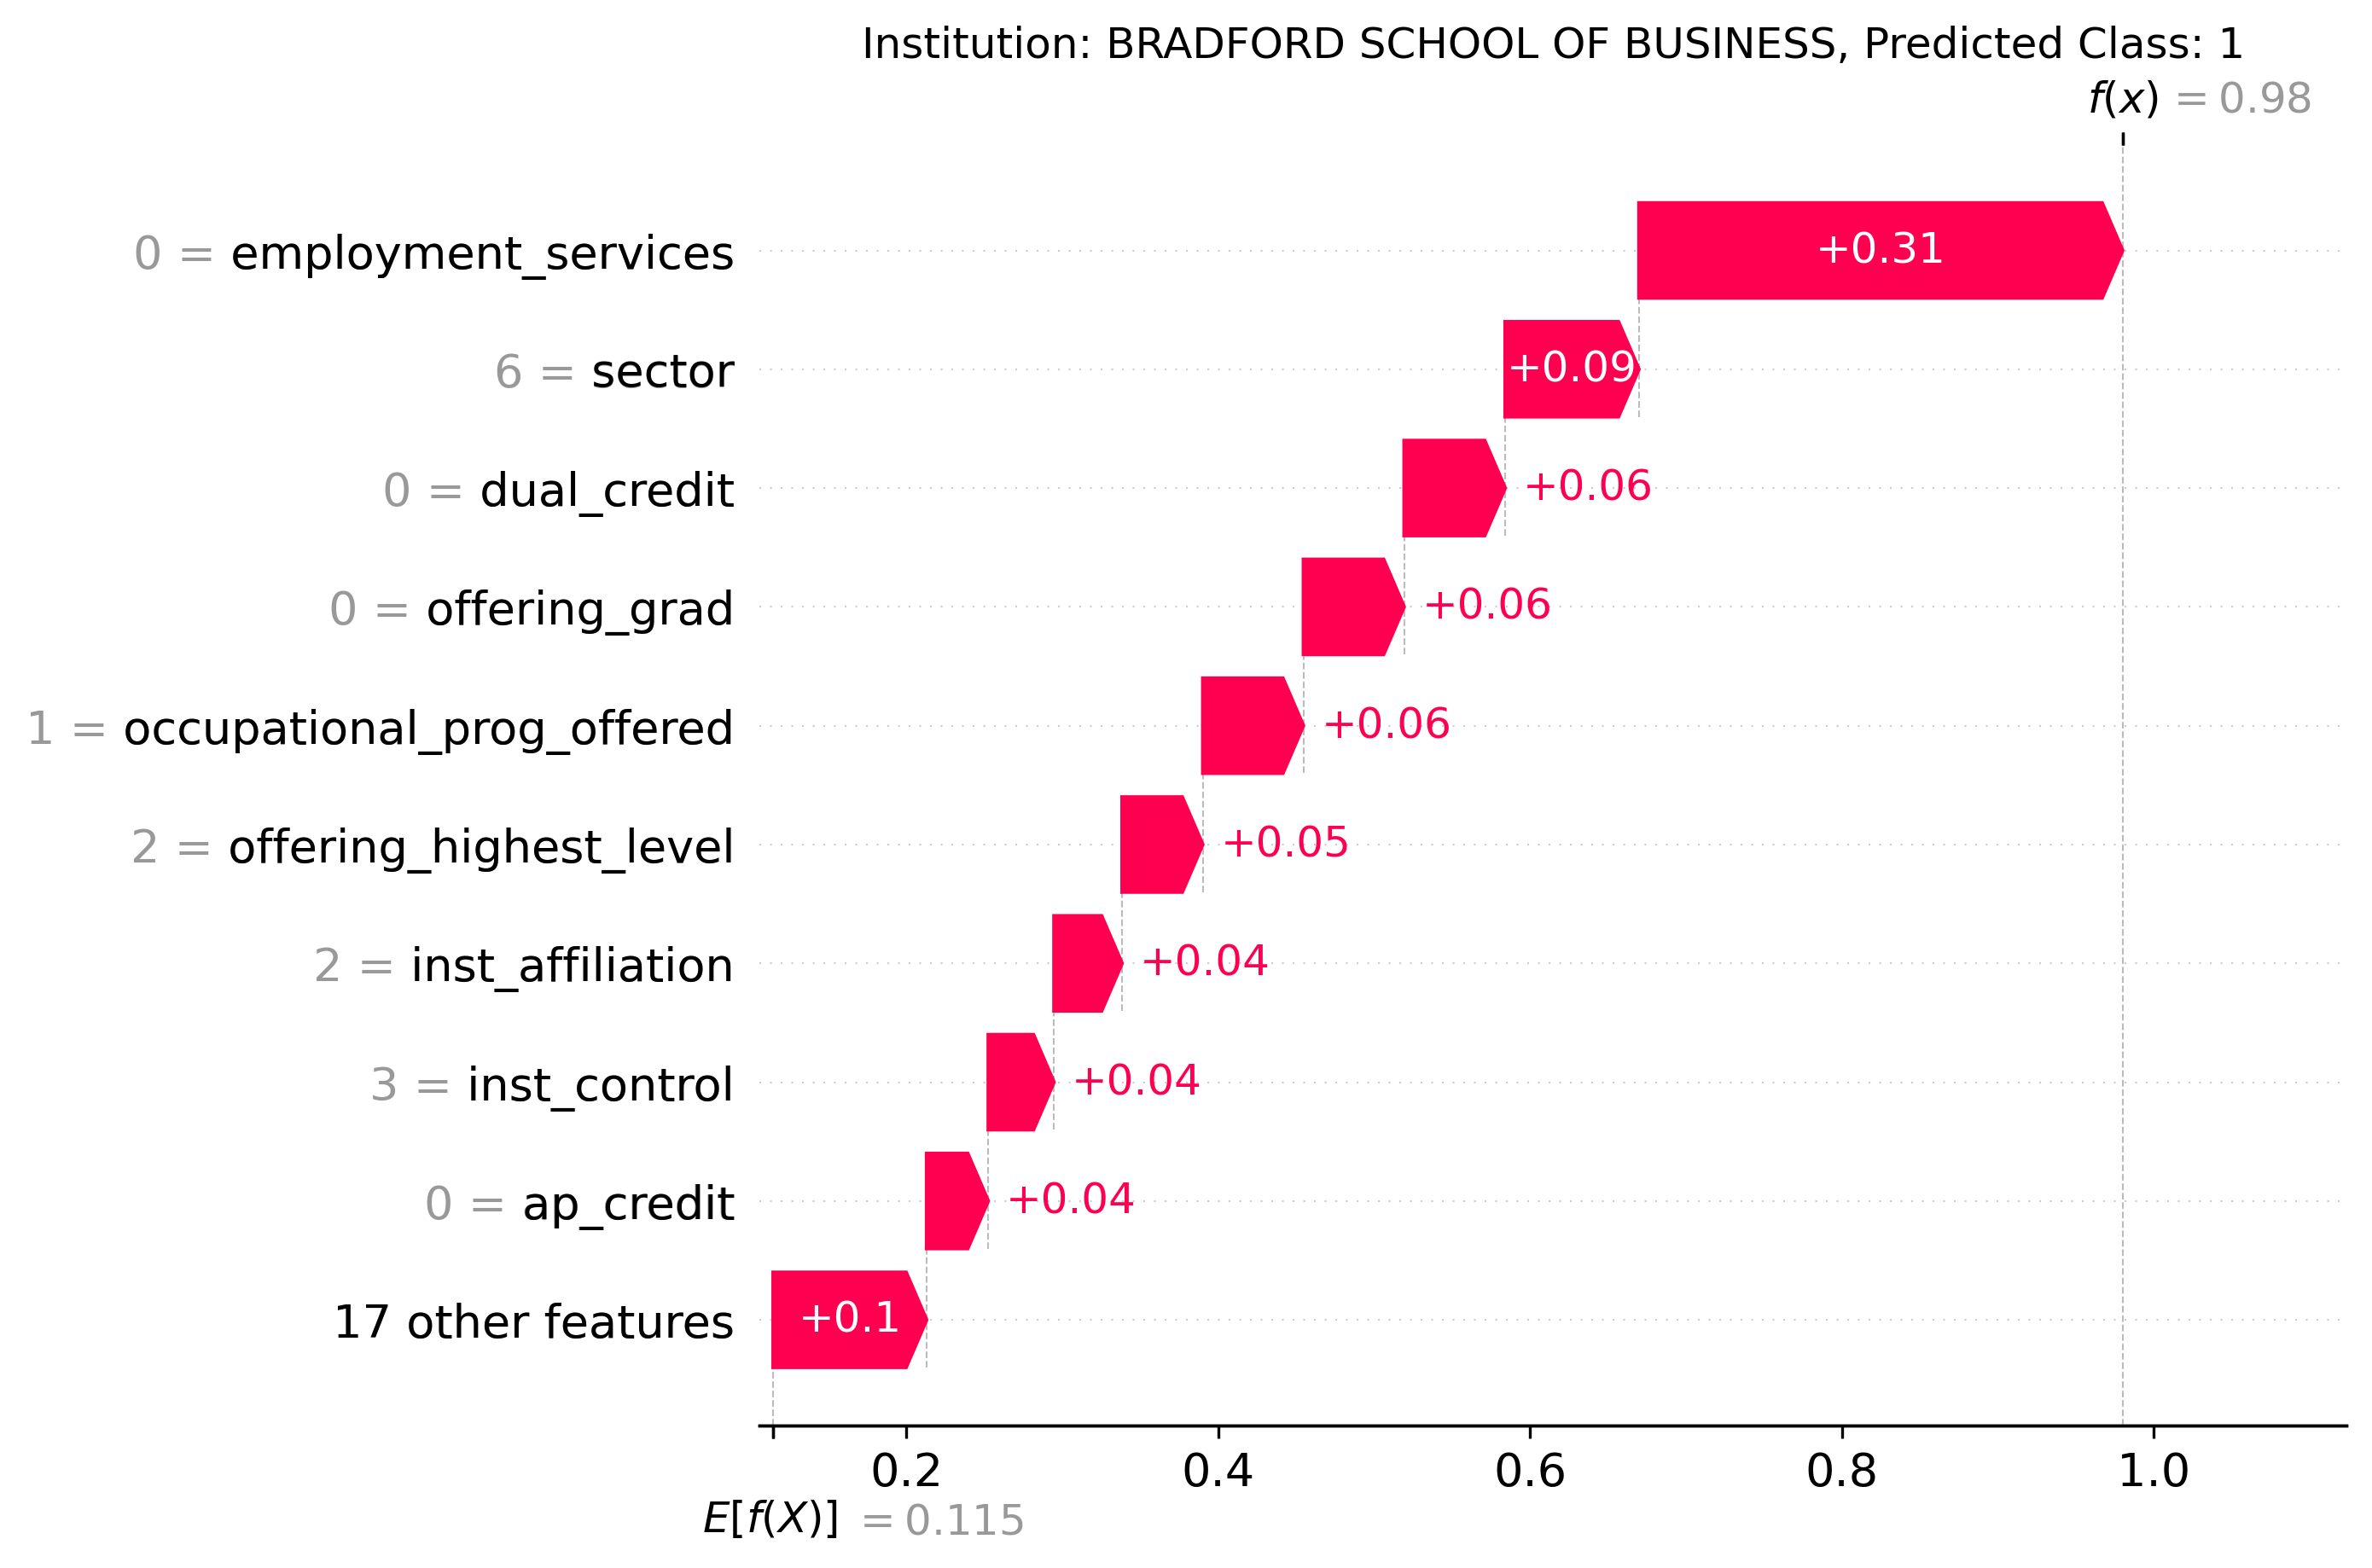 Institution: BRADFORD SCHOOL OF BUSINESS, Predicted Class: 1
f(x) = 0.98
0 = employment_services +0.31
6 = sector +0.09
0 = dual_credit +0.06
0 = offering_grad +0.06
1 = occupational_prog_offered +0.06
2 = offering_highest_level +0.05
2 = inst_affiliation +0.04
3 = inst_control +0.04
0 = ap_credit +0.04
17 other features +0.1
0.2 0.4 0.6 0.8 1.0
E[f(X)] = 0.115